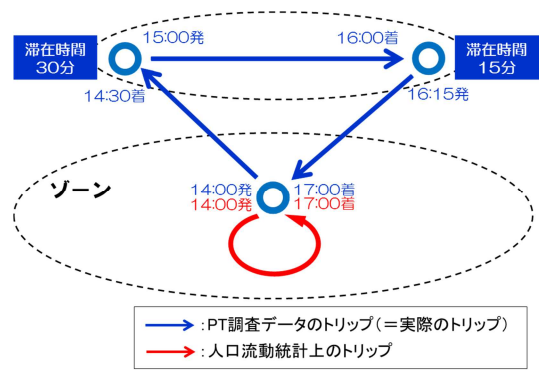 15:00発
16:00着
滞在時間
30分
滞在時間
15分
14:30着
16:15発
ゾーン
14:00発
17:00着
14:00発
17:00着
:PT調査データのトリップ(=実際のトリップ)
:人口流動統計上のトリップ